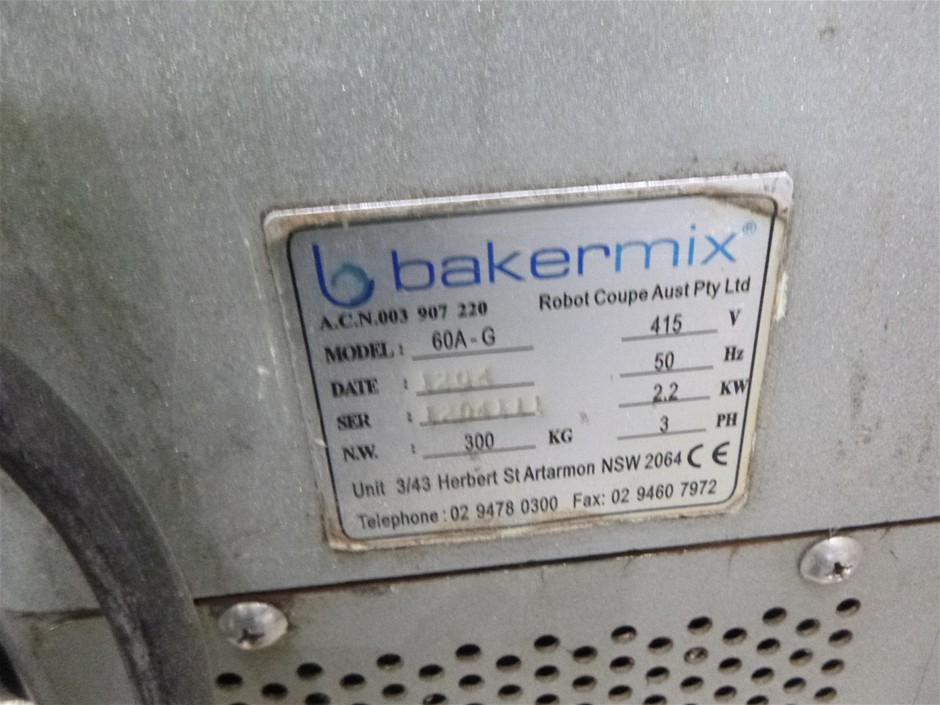 bakermix®
Robot Coupe Aust Pty Ltd
A.C.N.003 907 220
MODEL : 60A-G 415 V
DATE : 1204 50 Hz
SER : 2.2 KW
N.W. : 300 KG 3 PH
Unit 3/43 Herbert St Artarmon NSW 2064 CE
Telephone : 02 9478 0300 Fax: 02 9460 7972